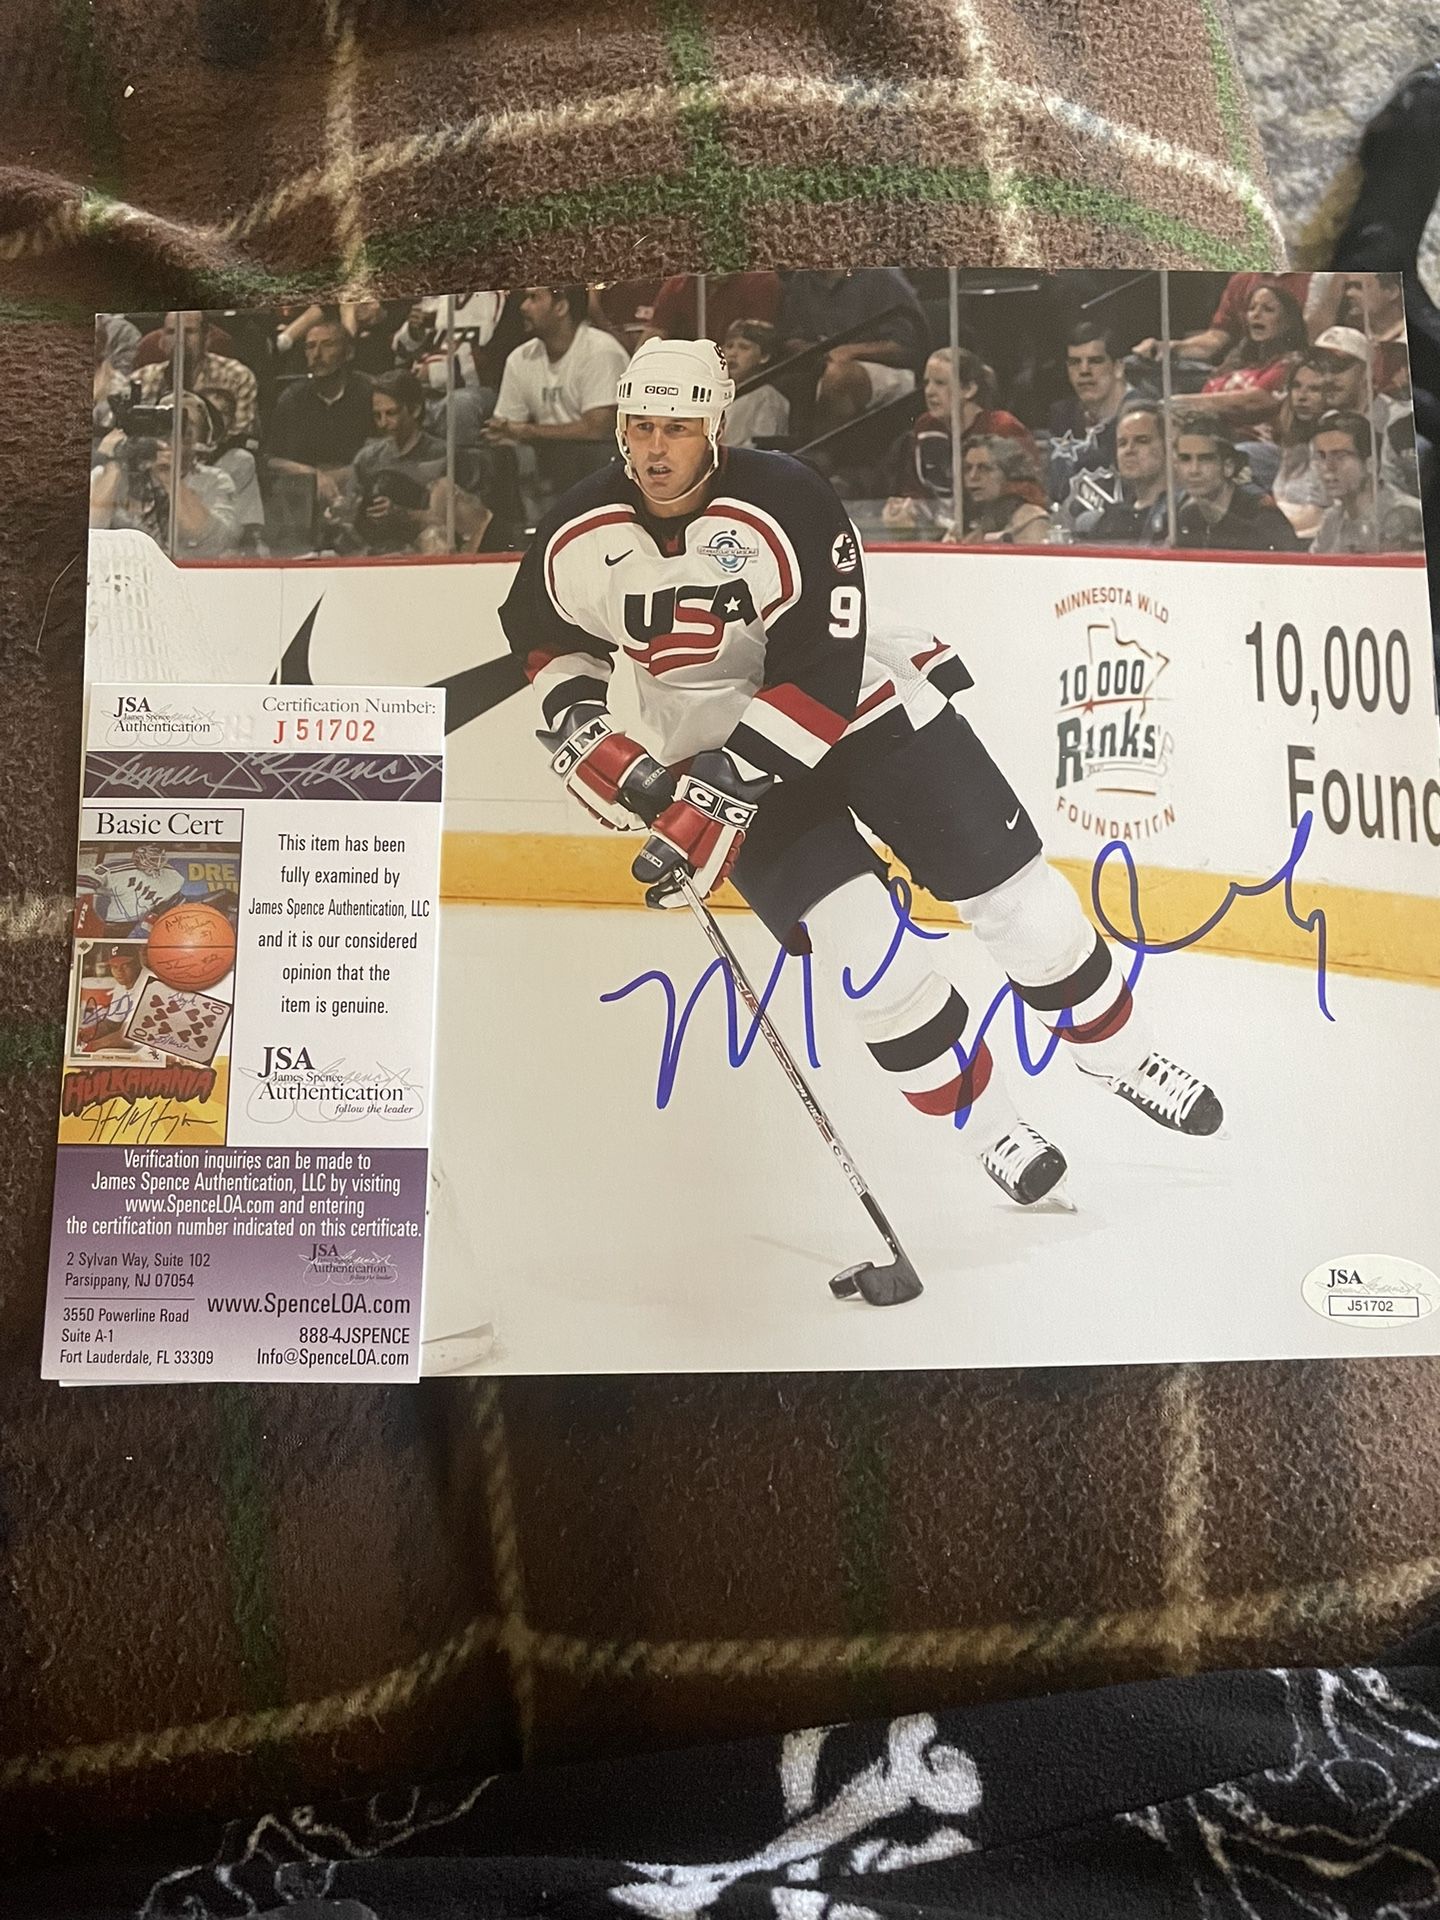 CCM
USA
9
MINNESOTA WILD
10,000
Rinks
FOUNDATION
10,000
Found
CCM
CCM
CCM
JSA
James Spence
Authentication
Certification Number:
J 51702
Basic Cert
DRE
HULKAMANIA
This item has been
fully examined by
James Spence Authentication, LLC
and it is our considered
opinion that the
item is genuine.
JSA
James Spence
Authentication™
follow the leader
Verification inquiries can be made to
James Spence Authentication, LLC by visiting
www.SpenceLOA.com and entering
the certification number indicated on this certificate.
2 Sylvan Way, Suite 102
Parsippany, NJ 07054
3550 Powerline Road
Suite A-1
Fort Lauderdale, FL 33309
JSA
Authentication
www.SpenceLOA.com
888-4JSPENCE
Info@SpenceLOA.com
JSA
J51702